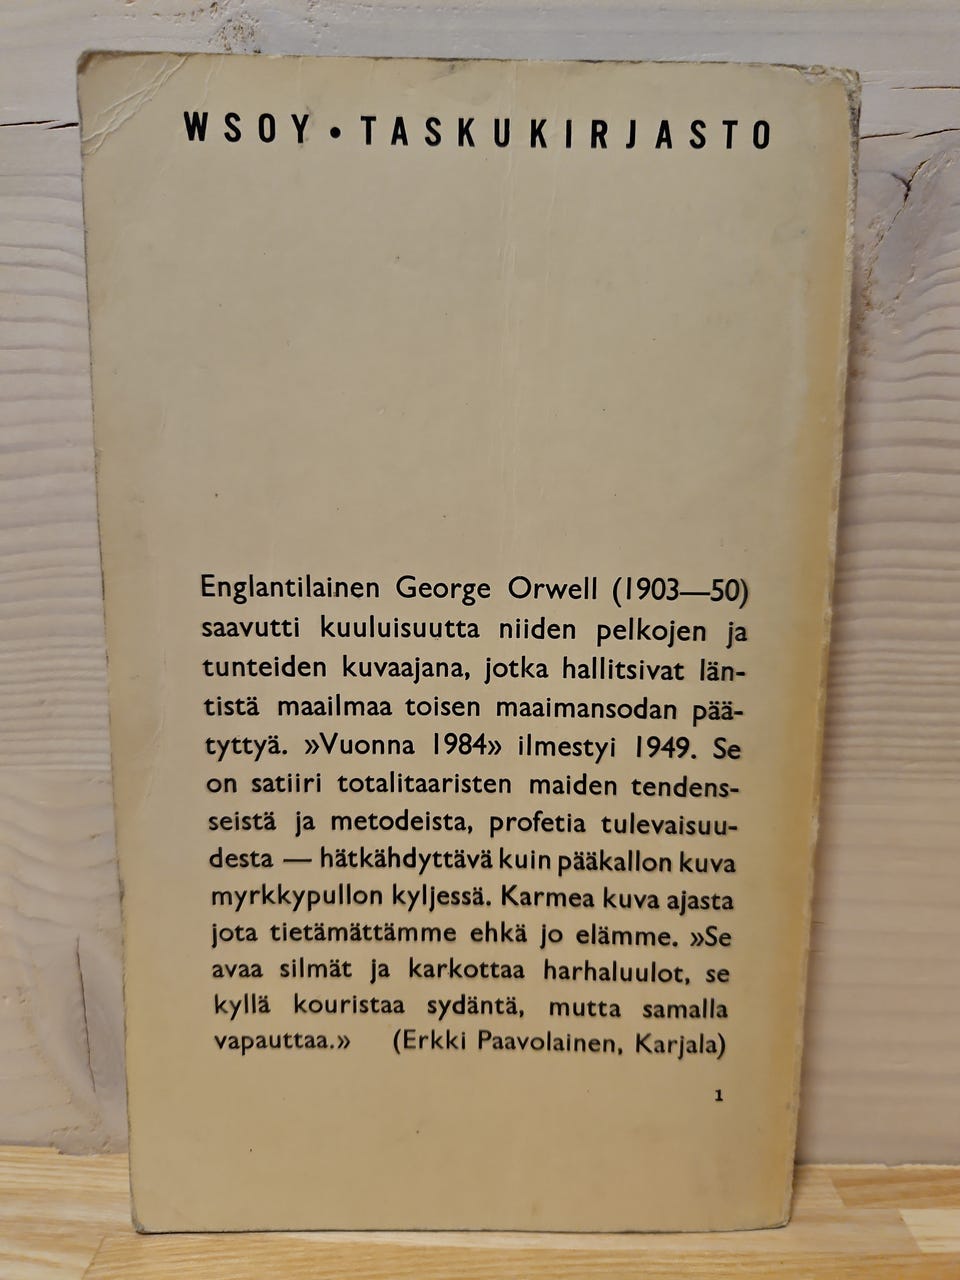 WSOY • TASKUKIRJASTO
Englantilainen George Orwell (1903—50)
saavutti kuuluisuutta niiden pelkojen ja
tunteiden kuvaajana, jotka hallitsivat län-
tistä maailmaa toisen maaimansodan pää-
tyttyä. »Vuonna 1984» ilmestyi 1949. Se
on satiiri totalitaaristen maiden tendens-
seistä ja metodeista, profetia tulevaisuu-
desta — hätkähdyttävä kuin pääkallon kuva
myrkkypullon kyljessä. Karmea kuva ajasta
jota tietämättämme ehkä jo elämme. »Se
avaa silmät ja karkottaa harhaluulot, se
kyllä kouristaa sydäntä, mutta samalla
vapauttaa.» (Erkki Paavolainen, Karjala)
1